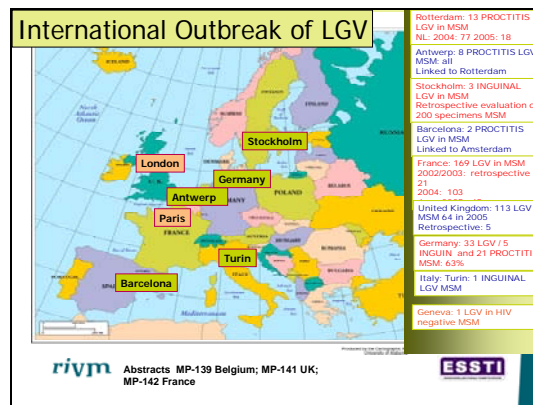 International Outbreak of LGV
Rotterdam: 13 PROCTITIS
LGV in MSM
NL: 2004: 77 2005: 18
Antwerp: 8 PROCTITIS LGV
MSM: all
Linked to Rotterdam
Stockholm: 3 INGUINAL
LGV in MSM
Retrospective evaluation
200 specimens MSM
Barcelona: 2 PROCTITIS
LGV in MSM
Linked to Amsterdam
France: 169 LGV in MSM
2002/2003: retrospective
21
2004: 103
United Kingdom: 113 LGV
MSM 64 in 2005
Retrospective: 5
Germany: 33 LGV / 5
INGUIN and 21 PROCTITI
MSM: 63%
Italy: Turin: 1 INGUINAL
LGV MSM
Geneva: 1 LGV in HIV
negative MSM
ICELAND
FINLAND
Stockholm
London
Germany
Antwerp
POLAND
Paris
FRANCE
UKRAINE
ROMANIA
Turin
ITALY
Barcelona
Mediterranean
rivm
Abstracts MP-139 Belgium; MP-141 UK;
MP-142 France
ESSTI